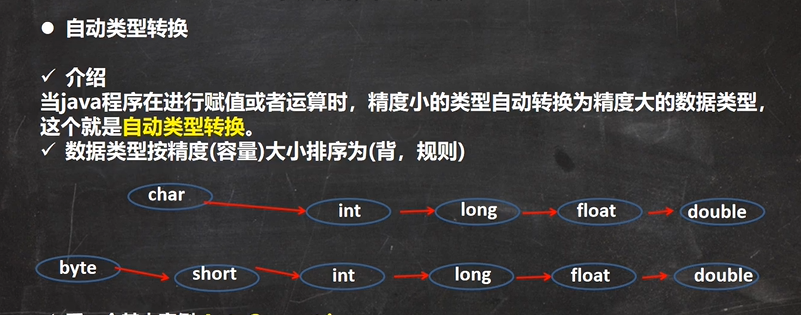 ● 自动类型转换
✓ 介绍
当java程序在进行赋值或者运算时，精度小的类型自动转换为精度大的数据类型，
这个就是自动类型转换。
✓ 数据类型按精度(容量)大小排序为(背，规则)
char int long float double
byte short int long float double